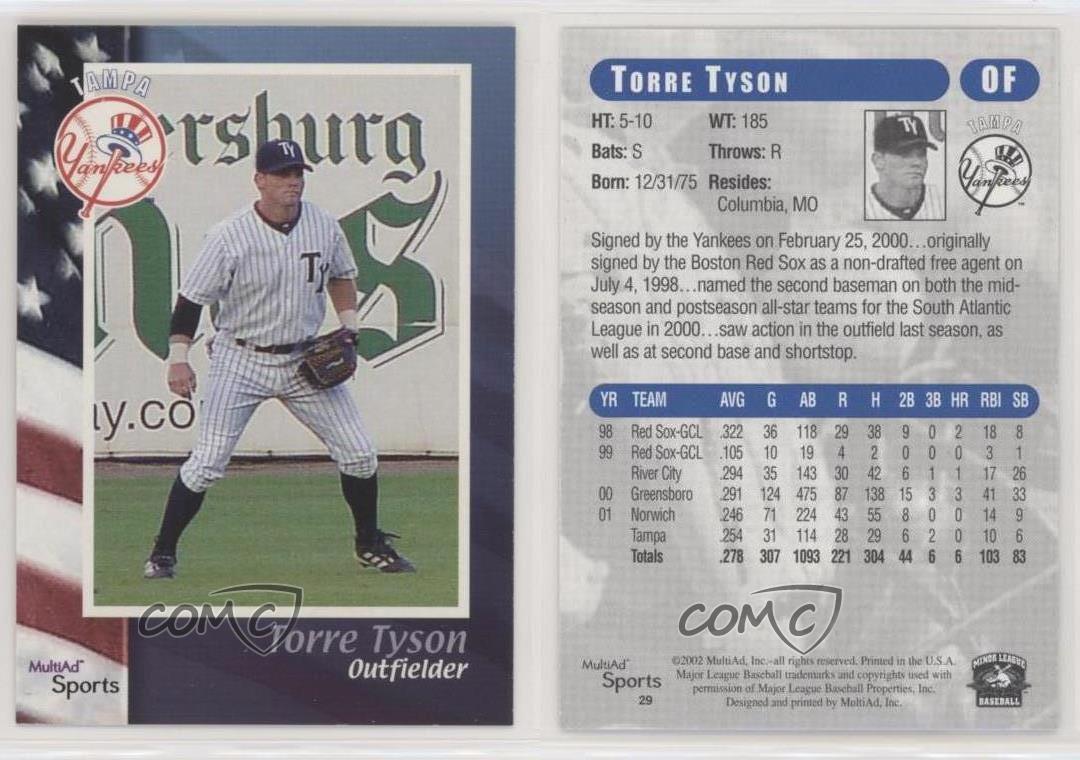 TAMPA
Yankees
ersburg
TY
TY
ay.co
COMC
Torre Tyson
Outfielder
MultiAd™
Sports
TORRE TYSON OF
HT: 5-10 WT: 185
Bats: S Throws: R
Born: 12/31/75 Resides:
Columbia, MO
TAMPA
Yankees
Signed by the Yankees on February 25, 2000...originally
signed by the Boston Red Sox as a non-drafted free agent on
July 4, 1998...named the second baseman on both the mid-
season and postseason all-star teams for the South Atlantic
League in 2000...saw action in the outfield last season, as
well as at second base and shortstop.
YR TEAM AVG G AB R H 2B 3B HR RBI SB
98 Red Sox-GCL .322 36 118 29 38 9 0 2 18 8
99 Red Sox-GCL .105 10 19 4 2 0 0 0 3 1
River City .294 35 143 30 42 6 1 1 17 26
00 Greensboro .291 124 475 87 138 15 3 3 41 33
01 Norwich .246 71 224 43 55 8 0 0 14 9
Tampa .254 31 114 28 29 6 2 0 10 6
Totals .278 307 1093 221 304 44 6 6 103 83
COMC
MultiAd™
Sports
29
©2002 MultiAd, Inc.-all rights reserved. Printed in the U.S.A.
Major League Baseball trademarks and copyrights used with
permission of Major League Baseball Properties, Inc.
Designed and printed by MultiAd, Inc.
MINOR LEAGUE
BASEBALL